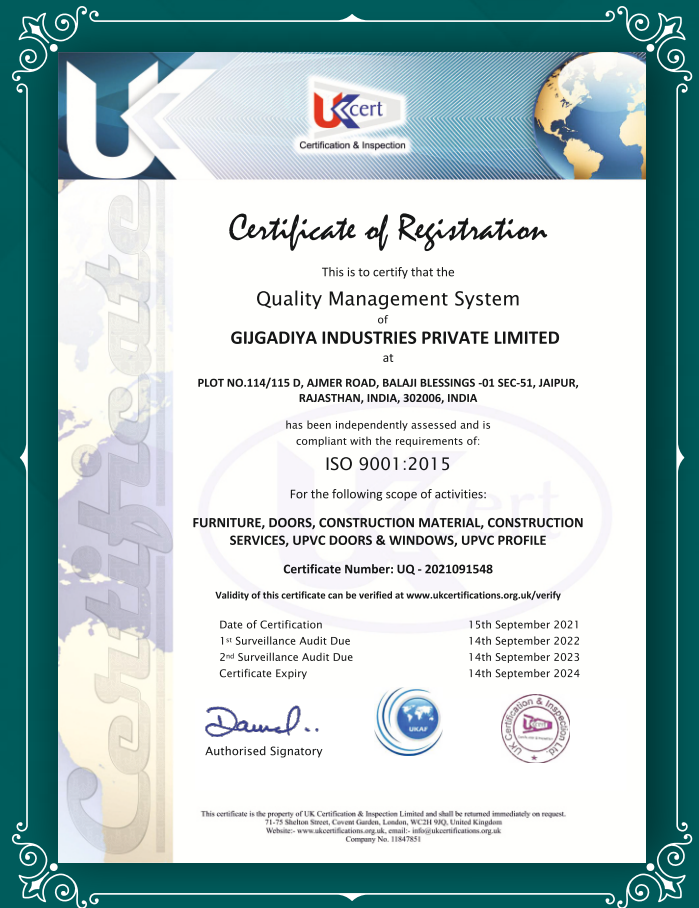 UK
UKcert
Certification & Inspection
Certificate
Certificate of Registration
This is to certify that the
Quality Management System
of
GIJGADIYA INDUSTRIES PRIVATE LIMITED
at
PLOT NO.114/115 D, AJMER ROAD, BALAJI BLESSINGS -01 SEC-51, JAIPUR,
RAJASTHAN, INDIA, 302006, INDIA
has been independently assessed and is
compliant with the requirements of:
ISO 9001:2015
For the following scope of activities:
FURNITURE, DOORS, CONSTRUCTION MATERIAL, CONSTRUCTION
SERVICES, UPVC DOORS & WINDOWS, UPVC PROFILE
Certificate Number: UQ - 2021091548
Validity of this certificate can be verified at www.ukcertifications.org.uk/verify
Date of Certification 15th September 2021
1st Surveillance Audit Due 14th September 2022
2nd Surveillance Audit Due 14th September 2023
Certificate Expiry 14th September 2024
Authorised Signatory
UKAF
UK Certification & Inspection Ltd.
This certificate is the property of UK Certification & Inspection Limited and shall be returned immediately on request.
71-75 Shelton Street, Covent Garden, London, WC2H 9JQ, United Kingdom
Website:- www.ukcertifications.org.uk, email:- info@ukcertifications.org.uk
Company No. 11847851